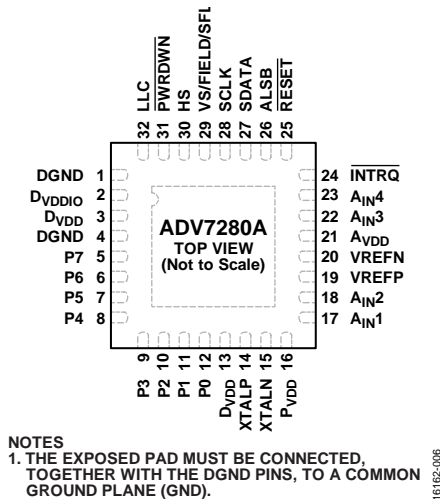 32 LLC
31 PWRDWN
30 HS
29 VS/FIELD/SFL
28 SCLK
27 SDATA
26 ALSB
25 RESET
DGND 1
DVDDIO 2
DVDD 3
DGND 4
P7 5
P6 6
P5 7
P4 8
ADV7280A
TOP VIEW
(Not to Scale)
24 INTRQ
23 AIN4
22 AIN3
21 AVDD
20 VREFN
19 VREFP
18 AIN2
17 AIN1
P3 9
P2 10
P1 11
P0 12
DVDD 13
XTALP 14
XTALN 15
PVDD 16
NOTES
1. THE EXPOSED PAD MUST BE CONNECTED,
TOGETHER WITH THE DGND PINS, TO A COMMON
GROUND PLANE (GND).
16162-006